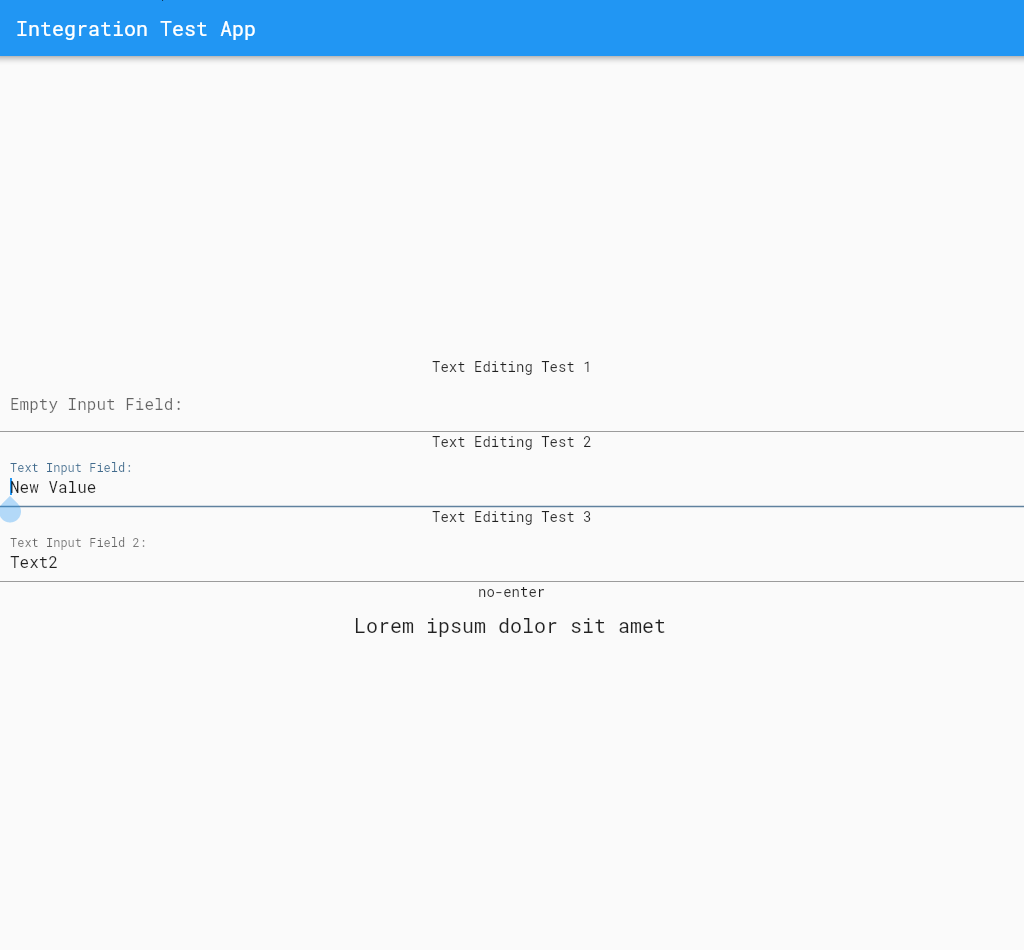 Integration Test App
Text Editing Test 1
Empty Input Field:
Text Editing Test 2
Text Input Field:
New Value
Text Editing Test 3
Text Input Field 2:
Text2
no-enter
Lorem ipsum dolor sit amet